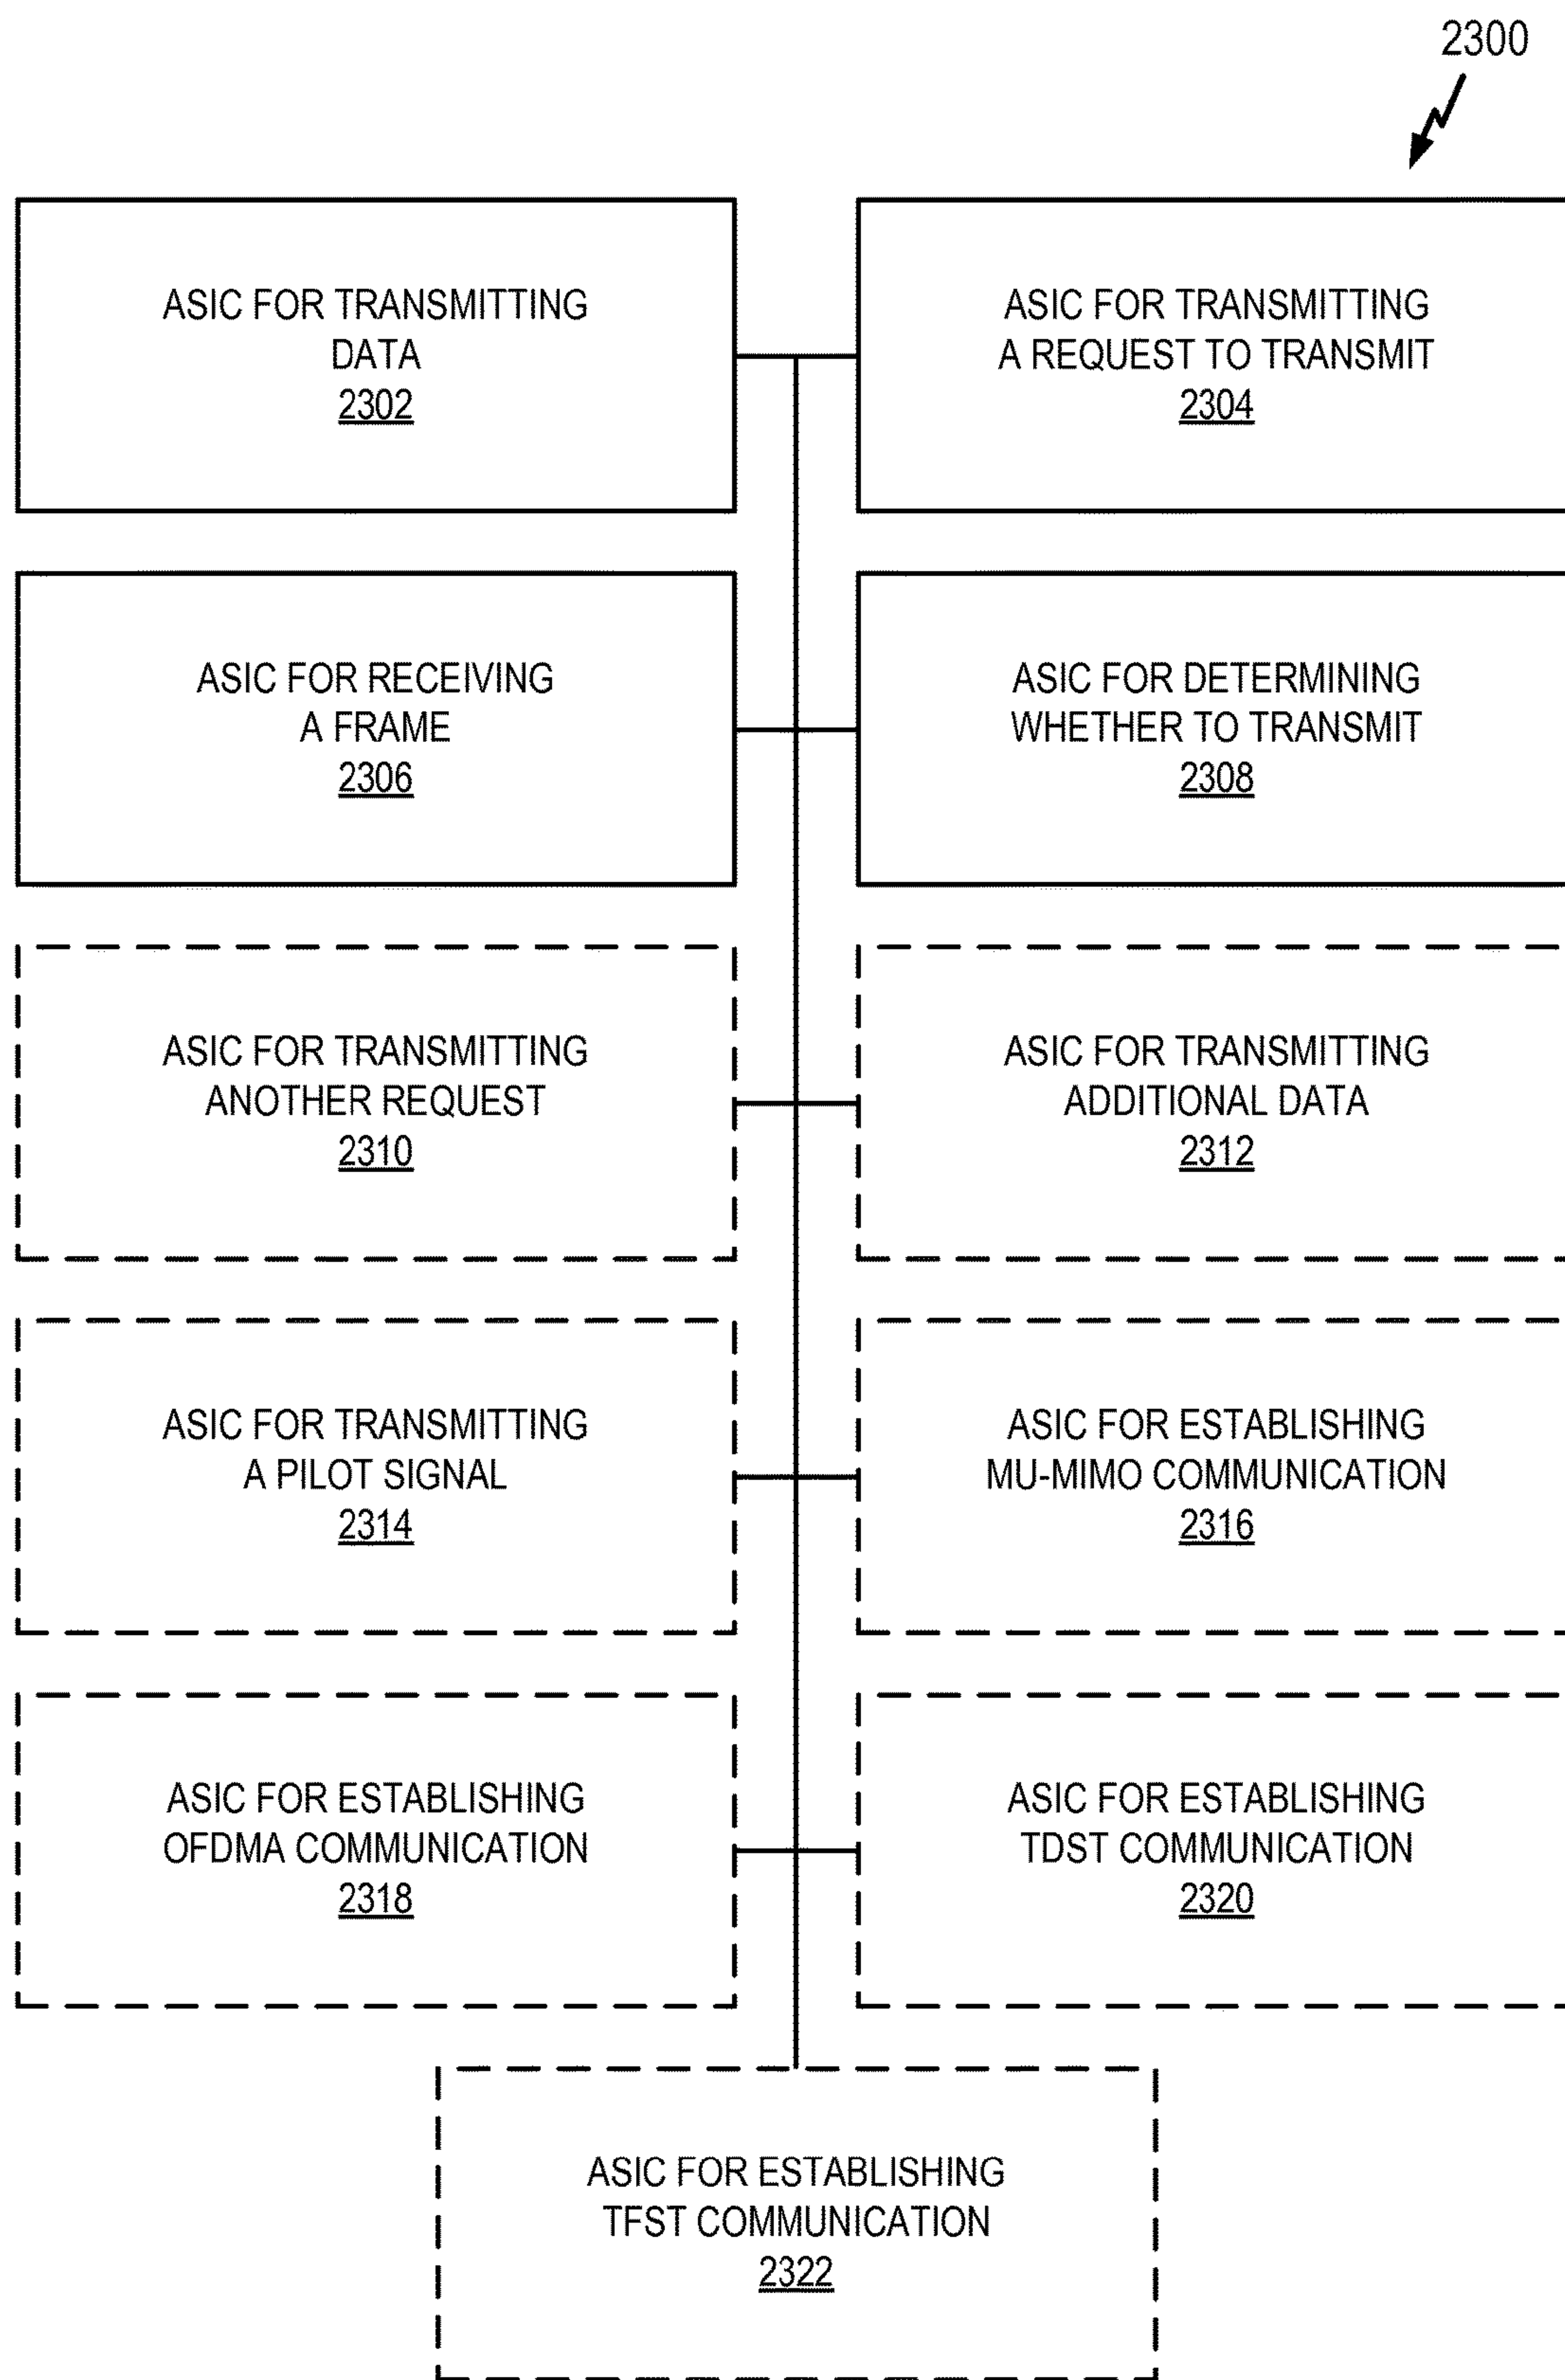 2300
ASIC FOR TRANSMITTING
DATA
2302
ASIC FOR TRANSMITTING
A REQUEST TO TRANSMIT
2304
ASIC FOR RECEIVING
A FRAME
2306
ASIC FOR DETERMINING
WHETHER TO TRANSMIT
2308
ASIC FOR TRANSMITTING
ANOTHER REQUEST
2310
ASIC FOR TRANSMITTING
ADDITIONAL DATA
2312
ASIC FOR TRANSMITTING
A PILOT SIGNAL
2314
ASIC FOR ESTABLISHING
MU-MIMO COMMUNICATION
2316
ASIC FOR ESTABLISHING
OFDMA COMMUNICATION
2318
ASIC FOR ESTABLISHING
TDST COMMUNICATION
2320
ASIC FOR ESTABLISHING
TFST COMMUNICATION
2322